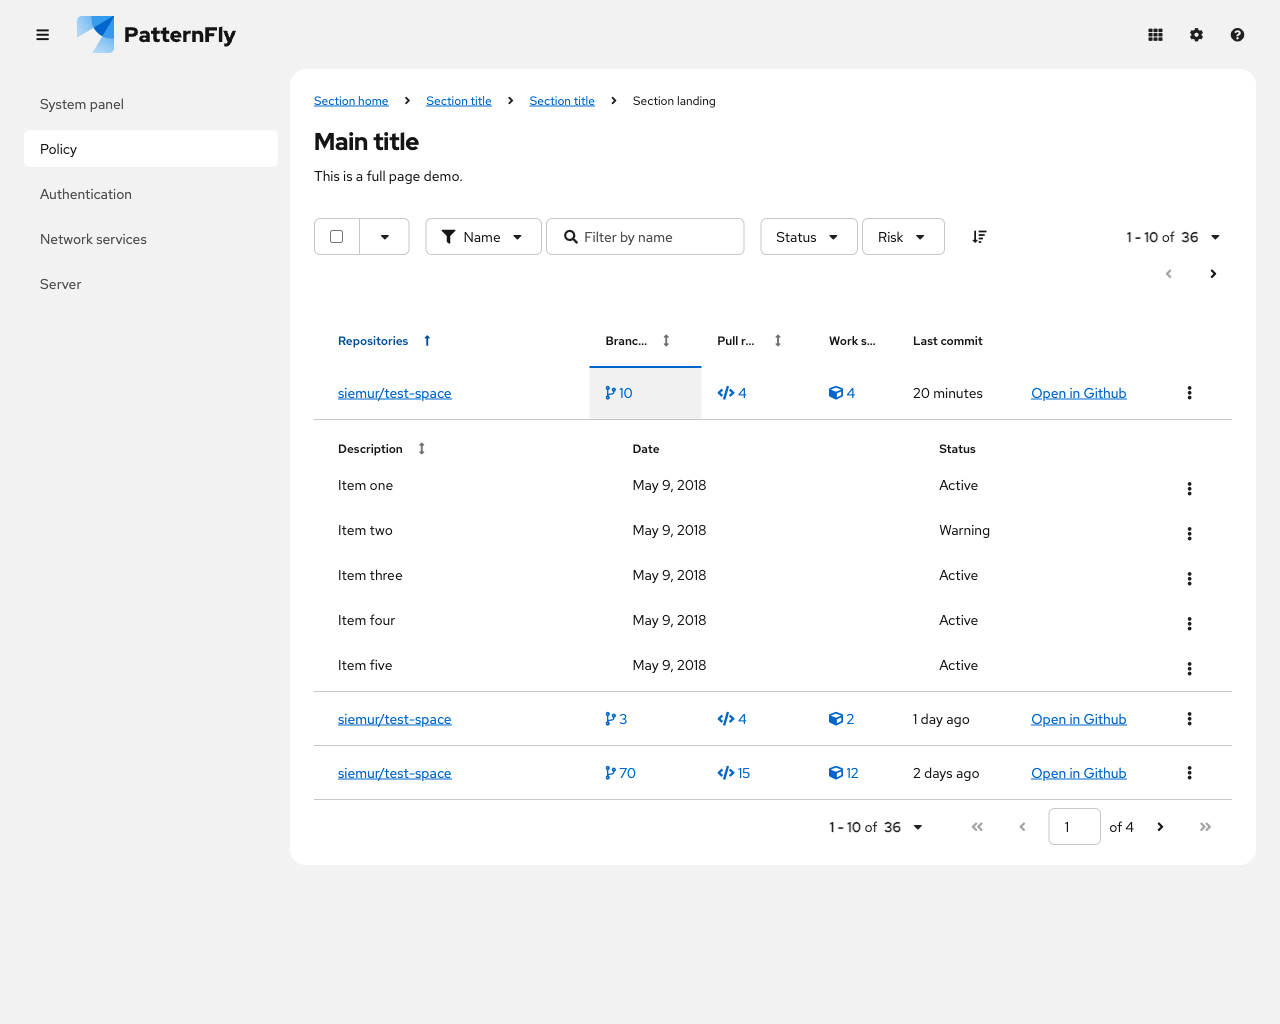 PatternFly
System panel
Policy
Authentication
Network services
Server
Section home Section title Section title Section landing
Main title
This is a full page demo.
Name Filter by name Status Risk 1 - 10 of 36
Repositories Branc... Pull r... Work s... Last commit
siemur/test-space 10 4 4 20 minutes Open in Github
Description Date Status
Item one May 9, 2018 Active
Item two May 9, 2018 Warning
Item three May 9, 2018 Active
Item four May 9, 2018 Active
Item five May 9, 2018 Active
siemur/test-space 3 4 2 1 day ago Open in Github
siemur/test-space 70 15 12 2 days ago Open in Github
1 - 10 of 36 1 of 4